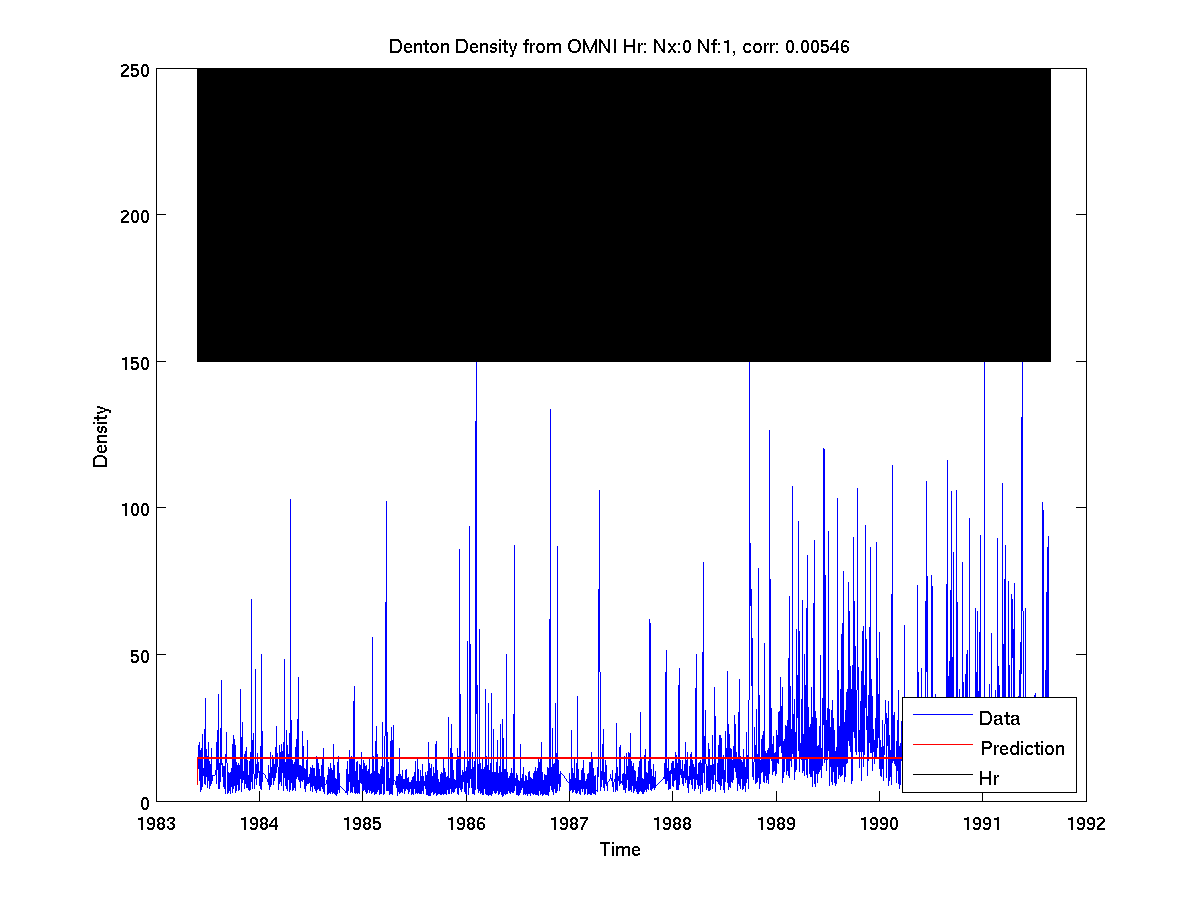 Denton Density from OMNI Hr: Nx:0 Nf:1, corr: 0.00546
250
200
150
100
50
0
Density
1983 1984 1985 1986 1987 1988 1989 1990 1991 1992
Time
Data
Prediction
Hr